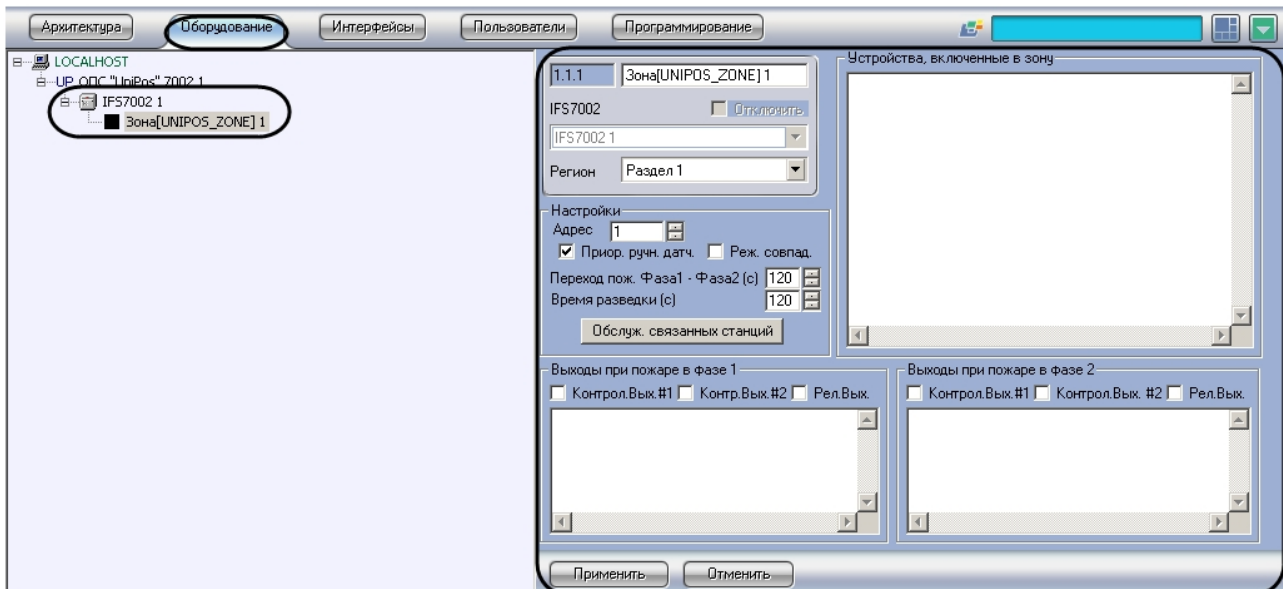 Архитектура Оборудование Интерфейсы Пользователи Программирование
LOCALHOST
UP ОПС "UniPos" 7002 1
IFS7002 1
Зона[UNIPOS_ZONE] 1
1.1.1 Зона[UNIPOS_ZONE] 1
IFS7002 Отключить
IFS7002 1
Регион Раздел 1
Устройства, включенные в зону
Настройки
Адрес 1
Приор. ручн. датч. Реж. совпад.
Переход пож. Фаза1 - Фаза2 (с) 120
Время разведки (с) 120
Обслуж. связанных станций
Выходы при пожаре в фазе 1
Контрол.Вых.#1 Контр.Вых.#2 Рел.Вых.
Выходы при пожаре в фазе 2
Контрол.Вых.#1 Контрол.Вых. #2 Рел.Вых.
Применить Отменить